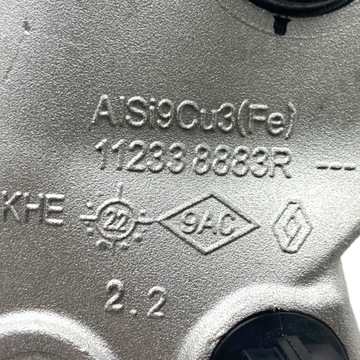 AlSi9Cu3(Fe)
11233 8883R ---
KHE 22 9AC
2.2